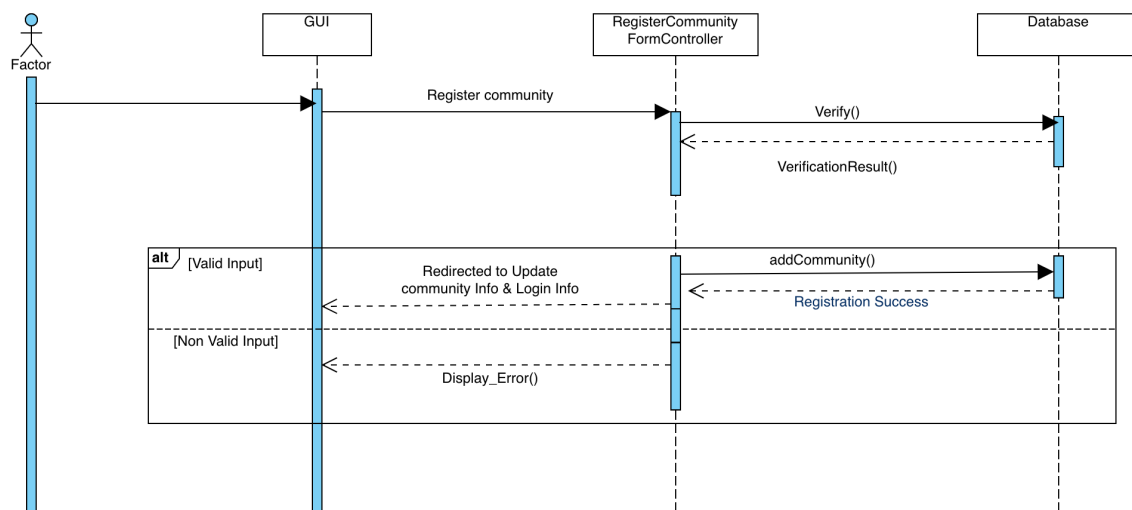 GUI
RegisterCommunity
FormController
Database
Factor
Register community
Verify()
VerificationResult()
alt
[Valid Input]
Redirected to Update
community Info & Login Info
addCommunity()
Registration Success
[Non Valid Input]
Display_Error()